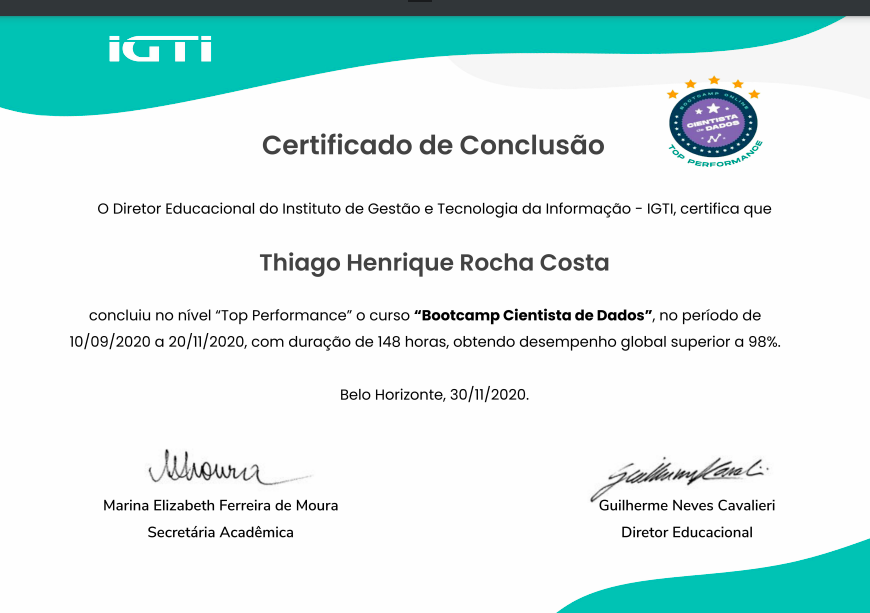 iGTi
BOOTCAMP ONLINE
CIENTISTA
de DADOS
TOP PERFORMANCE
Certificado de Conclusão
O Diretor Educacional do Instituto de Gestão e Tecnologia da Informação - IGTI, certifica que
Thiago Henrique Rocha Costa
concluiu no nível “Top Performance” o curso “Bootcamp Cientista de Dados”, no período de
10/09/2020 a 20/11/2020, com duração de 148 horas, obtendo desempenho global superior a 98%.
Belo Horizonte, 30/11/2020.
Marina Elizabeth Ferreira de Moura
Secretária Acadêmica
Guilherme Neves Cavalieri
Diretor Educacional